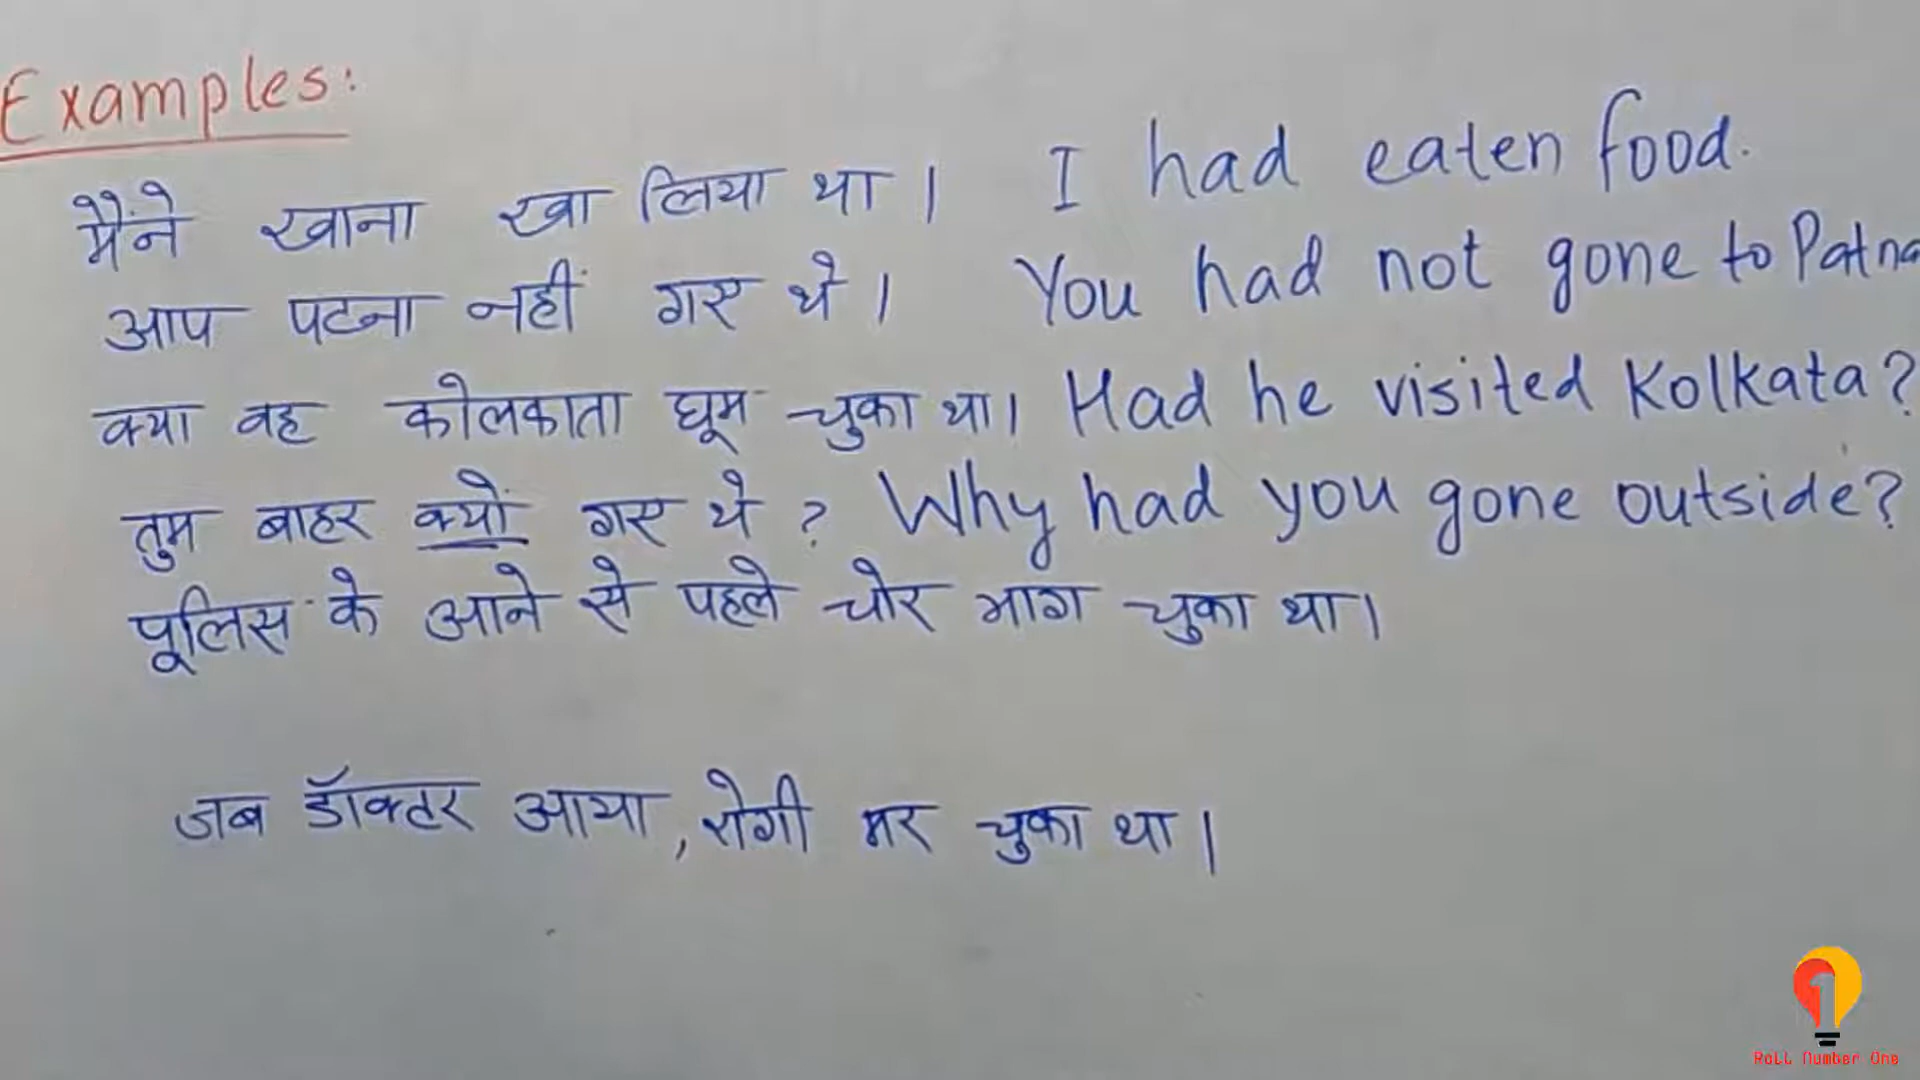 Examples:
मैंने खाना खा लिया था। I had eaten food.
आप पटना नहीं गए थे। You had not gone to Patna
क्या वह कोलकाता घूम चुका था। Had he visited Kolkata?
तुम बाहर क्यों गए थे? Why had you gone outside?
पूलिस के आने से पहले चोर भाग चुका था।
जब डॉक्टर आया, रोगी मर चुका था।
Roll Number One